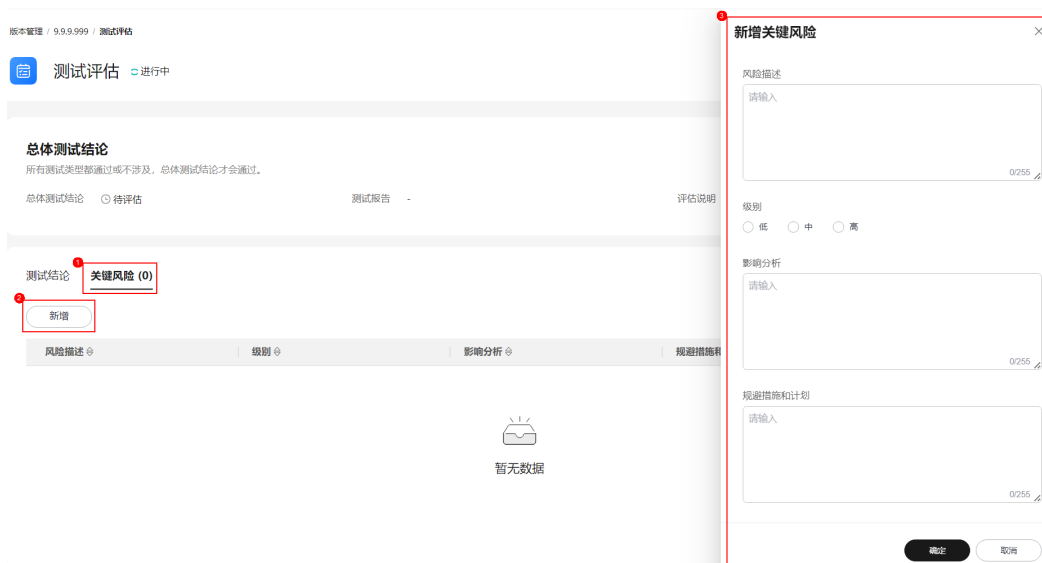 版本管理 / 9.9.9.999 / 测试评估
测试评估 进行中
总体测试结论
所有测试类型都通过或不涉及，总体测试结论才会通过。
总体测试结论 待评估 测试报告 - 评估说明
1
测试结论 关键风险 (0)
2
新增
风险描述 级别 影响分析 规避措施和
暂无数据
3
新增关键风险
风险描述
请输入
0/255
级别
低 中 高
影响分析
请输入
0/255
规避措施和计划
请输入
0/255
确定 取消